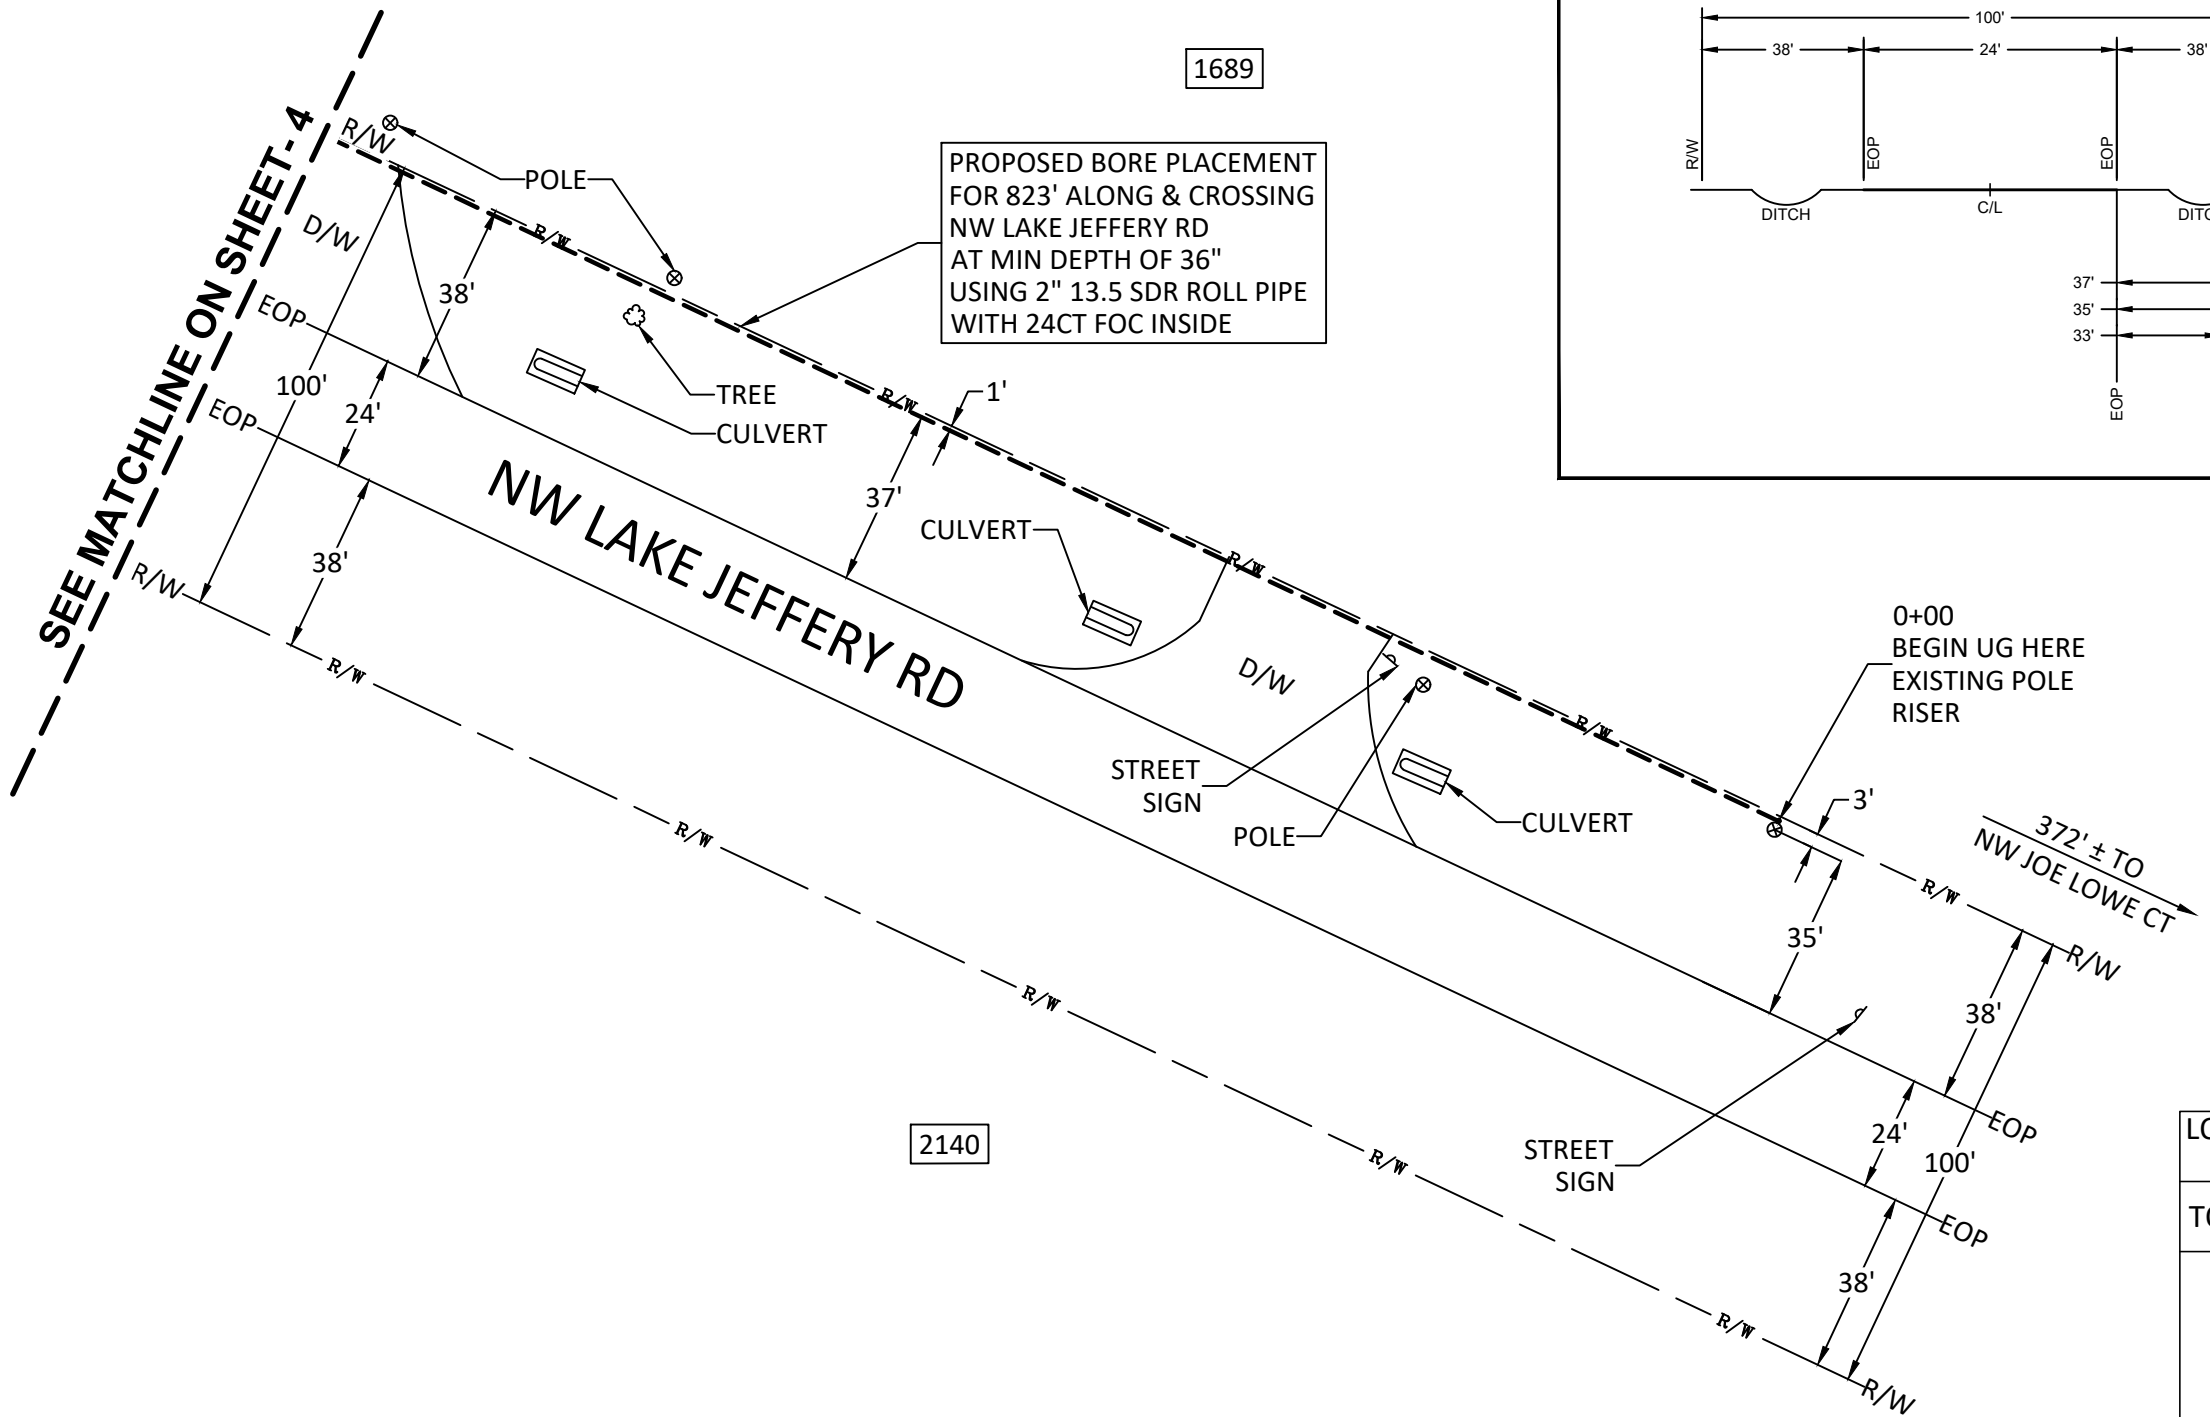 100'
38'
24'
38'
R/W
EOP
EOP
DITCH
C/L
37'
35'
33'
EOP
1689
PROPOSED BORE PLACEMENT
FOR 823' ALONG & CROSSING
NW LAKE JEFFERY RD
AT MIN DEPTH OF 36"
USING 2" 13.5 SDR ROLL PIPE
WITH 24CT FOC INSIDE
SEE MATCHLINE ON SHEET- 4
R/W
POLE
D/W
R/W
38'
EOP
100'
24'
TREE
CULVERT
EOP
R/W
1'
37'
38'
R/W
NW LAKE JEFFERY RD
CULVERT
R/W
R/W
D/W
STREET
SIGN
POLE
CULVERT
R/W
0+00
BEGIN UG HERE
EXISTING POLE
RISER
3'
372' ± TO
NW JOE LOWE CT
R/W
R/W
R/W
R/W
35'
38'
R/W
STREET
SIGN
24'
EOP
100'
2140
EOP
38'
R/W
R/W